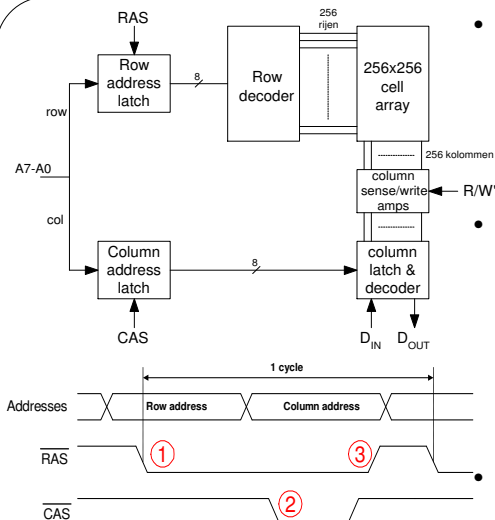 RAS
256
rijen
Row
address
latch
8
Row
decoder
256x256
cell
array
row
A7-A0
col
256 kolommen
column
sense/write
amps
R/W'
Column
address
latch
8
column
latch &
decoder
CAS
D_IN D_OUT
1 cycle
Addresses Row address Column address
RAS 1 3
CAS 2